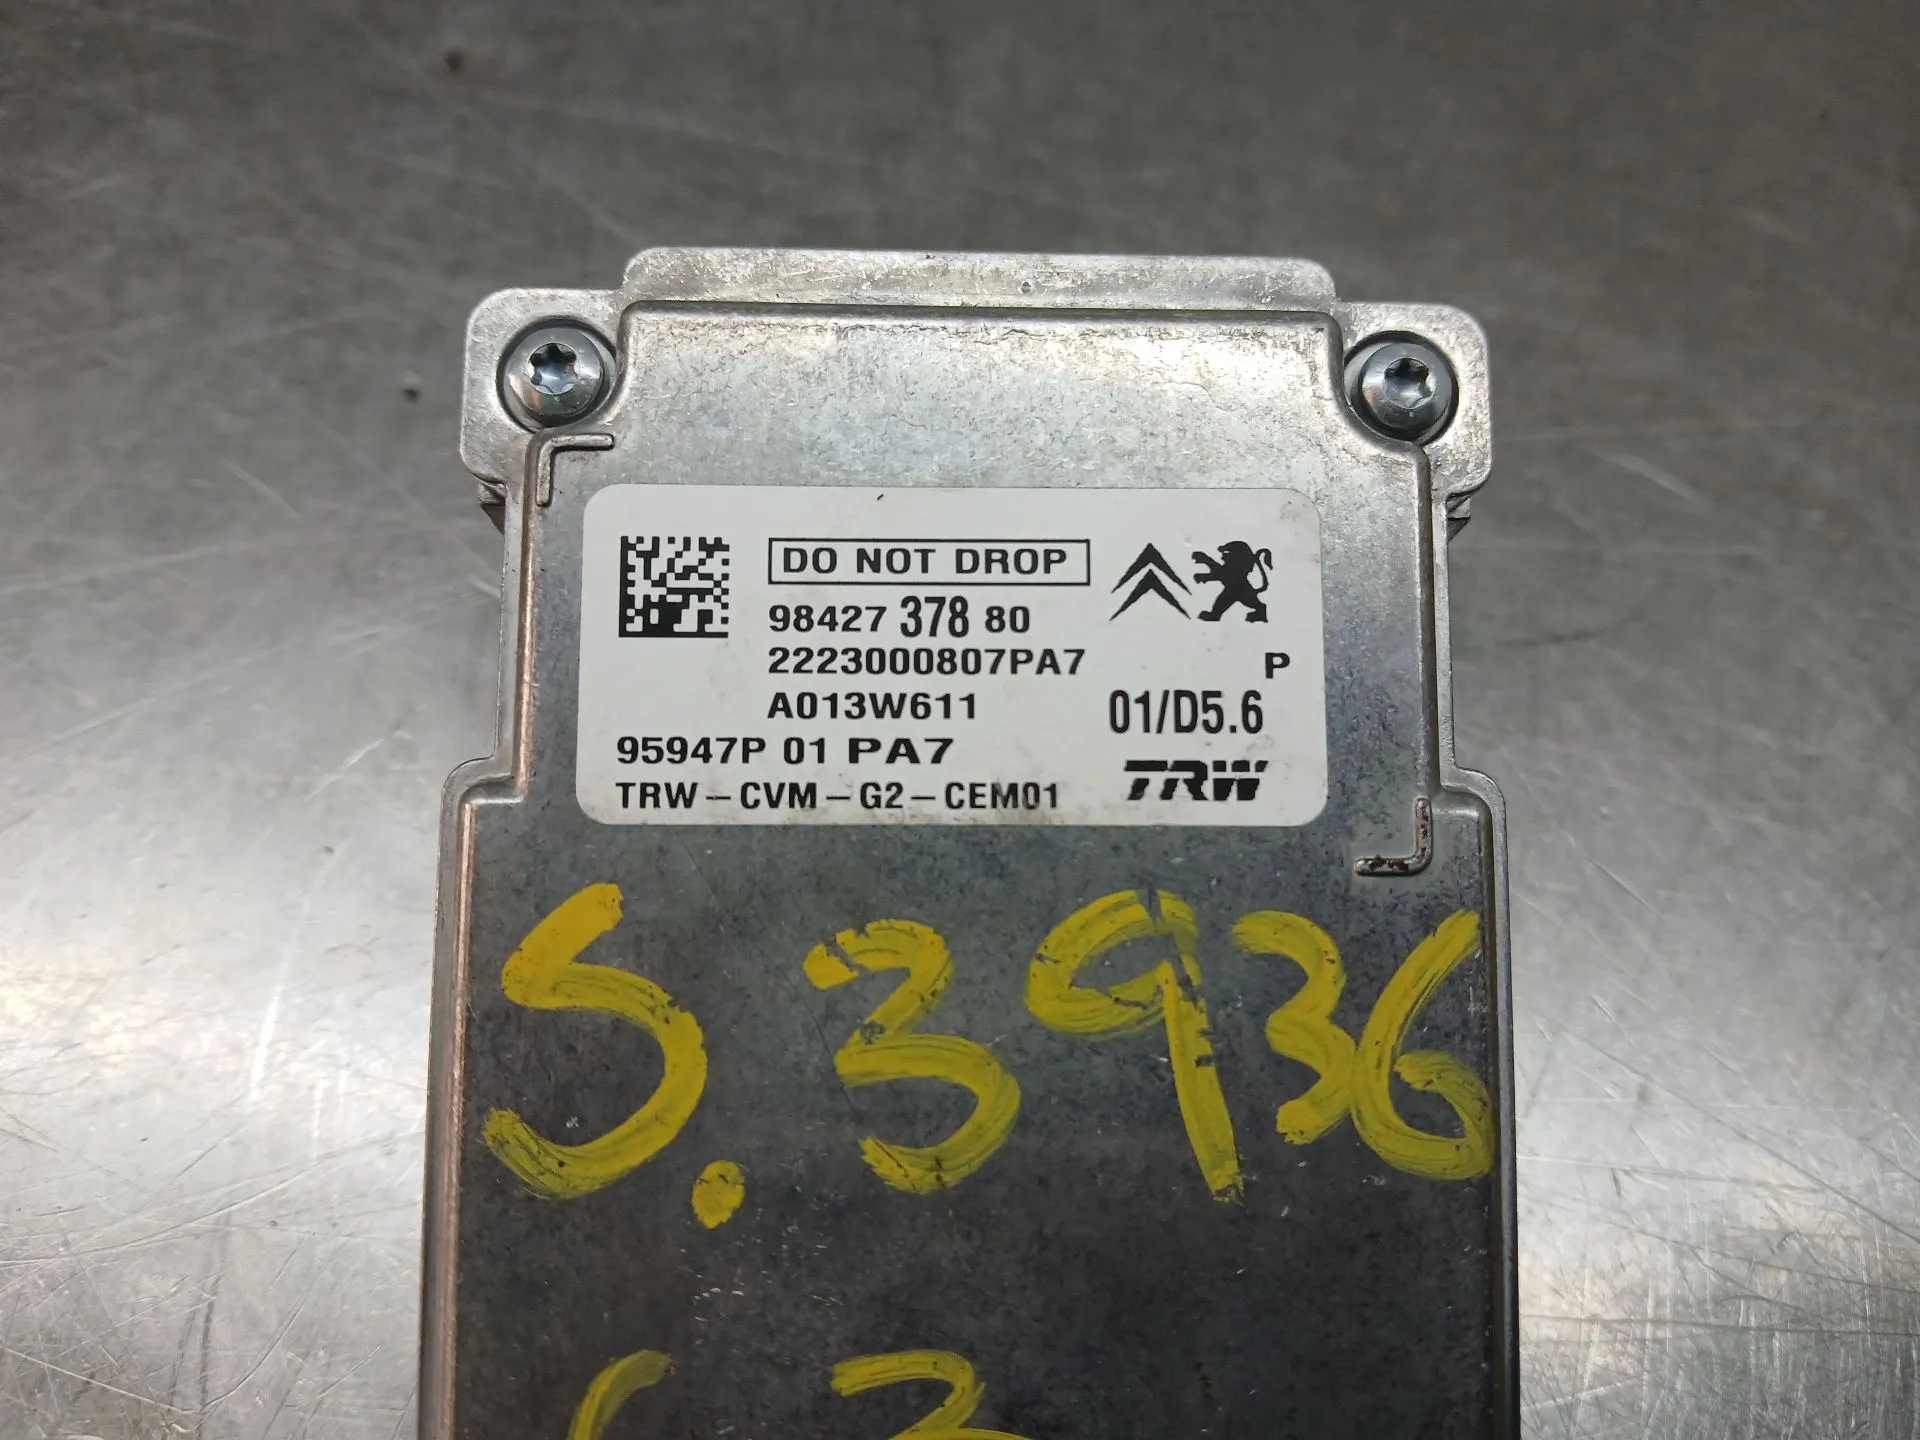 DO NOT DROP
98427 378 80
2223000807PA7 P
A013W611 01/D5.6
95947P 01 PA7
TRW-CVM-G2-CEM01 TRW
S.3936